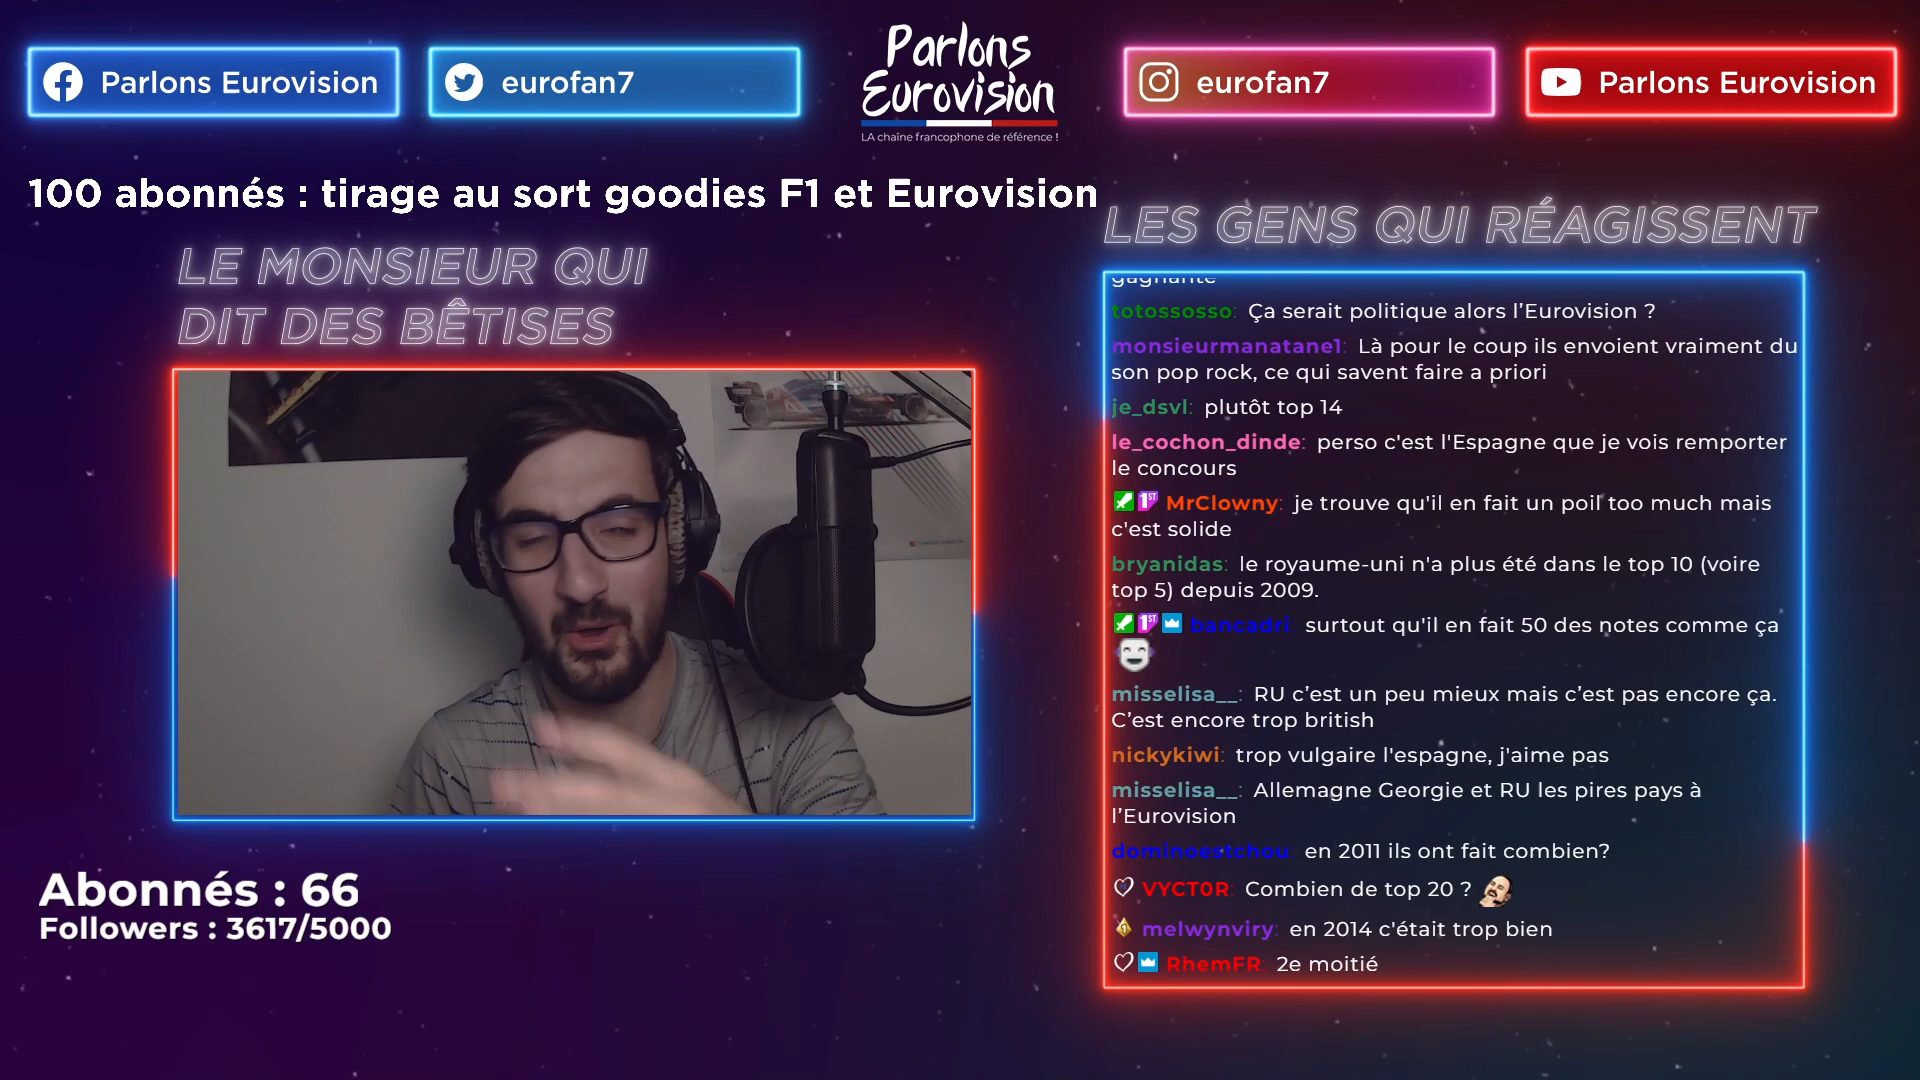 Parlons Eurovision
eurofan7
Parlons
Eurovision
LA chaîne francophone de référence !
eurofan7
Parlons Eurovision
100 abonnés : tirage au sort goodies F1 et Eurovision
LE MONSIEUR QUI
DIT DES BÊTISES
Abonnés : 66
Followers : 3617/5000
LES GENS QUI RÉAGISSENT
gagnante
totossosso: Ça serait politique alors l’Eurovision ?
monsieurmanatane1: Là pour le coup ils envoient vraiment du
son pop rock, ce qui savent faire a priori
je_dsvl: plutôt top 14
le_cochon_dinde: perso c'est l'Espagne que je vois remporter
le concours
1ST MrClowny: je trouve qu'il en fait un poil too much mais
c'est solide
bryanidas: le royaume-uni n'a plus été dans le top 10 (voire
top 5) depuis 2009.
1ST bancadri: surtout qu'il en fait 50 des notes comme ça
misselisa__: RU c’est un peu mieux mais c’est pas encore ça.
C’est encore trop british
nickykiwi: trop vulgaire l'espagne, j'aime pas
misselisa__: Allemagne Georgie et RU les pires pays à
l’Eurovision
dominoestchou: en 2011 ils ont fait combien?
VYCT0R: Combien de top 20 ?
melwynviry: en 2014 c'était trop bien
RhemFR: 2e moitié